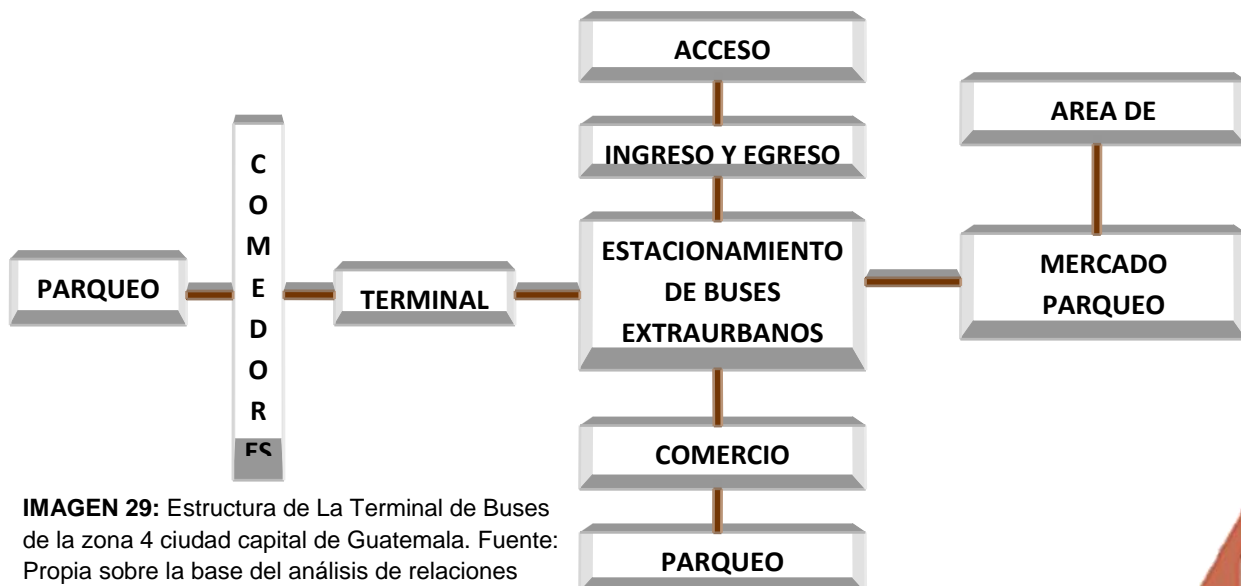 ACCESO
INGRESO Y EGRESO
ESTACIONAMIENTO
DE BUSES
EXTRAURBANOS
COMERCIO
PARQUEO
AREA DE
MERCADO
PARQUEO
TERMINAL
C
O
M
E
D
O
R
ES
PARQUEO
IMAGEN 29: Estructura de La Terminal de Buses
de la zona 4 ciudad capital de Guatemala. Fuente:
Propia sobre la base del análisis de relaciones